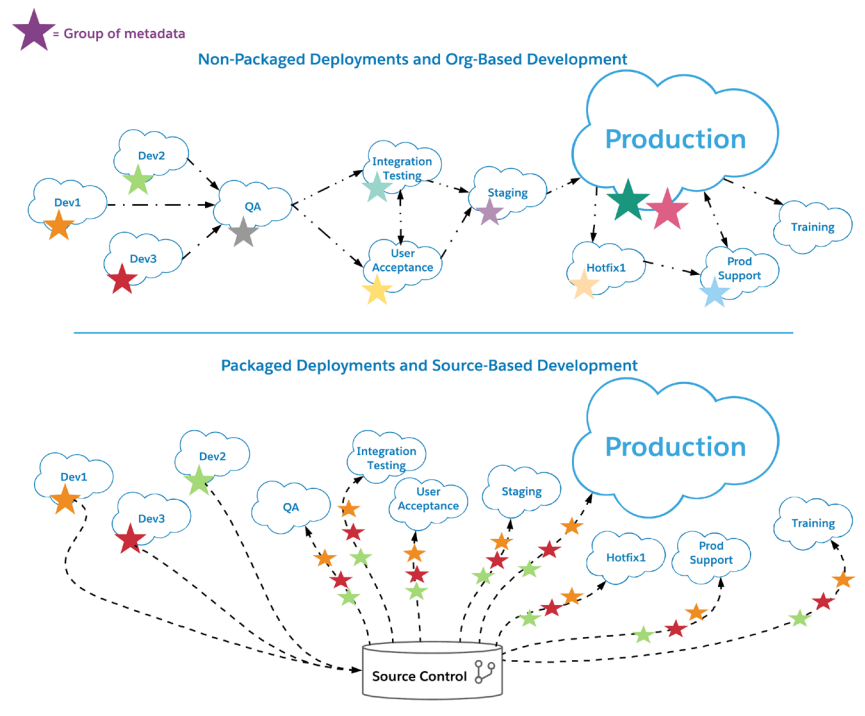 = Group of metadata
Non-Packaged Deployments and Org-Based Development
Production
Dev2
Integration
Testing
Dev1
QA
Staging
Training
Dev3
User
Acceptance
Hotfix1
Prod
Support
Packaged Deployments and Source-Based Development
Production
Dev1
Dev2
Integration
Testing
Dev3
QA
User
Acceptance
Staging
Hotfix1
Prod
Support
Training
Source Control